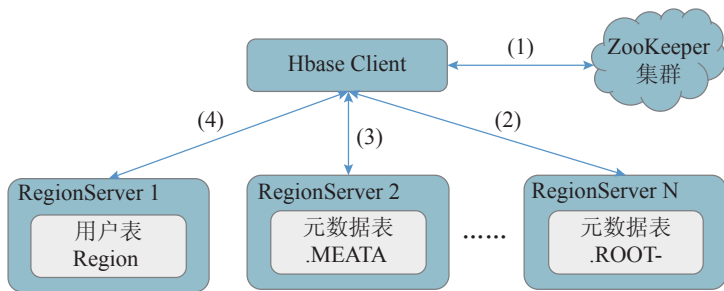 (1)
ZooKeeper
集群
Hbase Client
(4)
(3)
(2)
RegionServer 1
用户表
Region
RegionServer 2
元数据表
.MEATA
……
RegionServer N
元数据表
.ROOT-